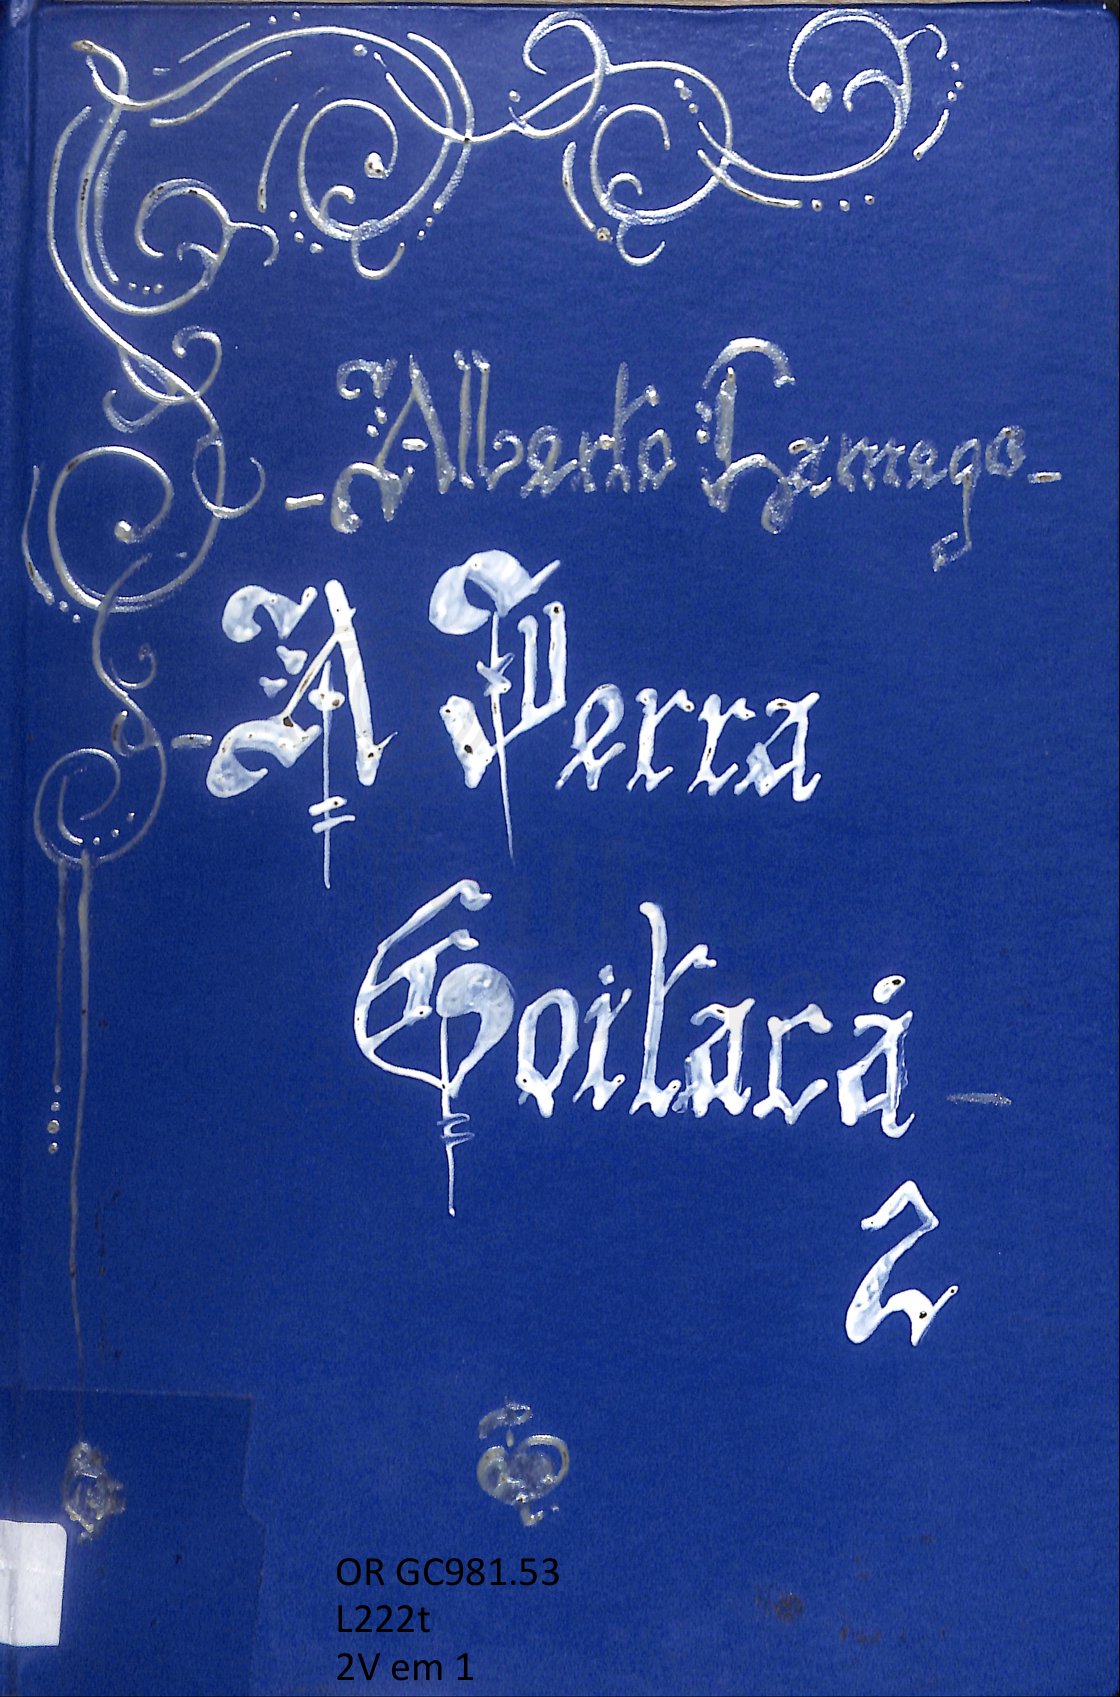 - Alberto Lamego -
- A Terra
Goitacá -
2
OR GC981.53
L222t
2V em 1